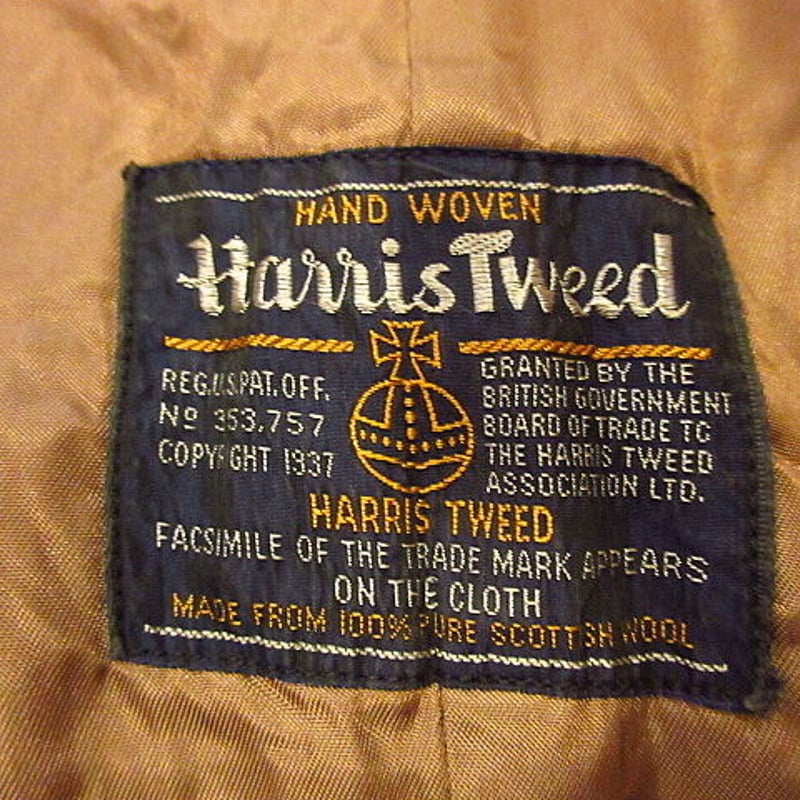 HAND WOVEN
Harris Tweed
REG.U.S.PAT.OFF.
Nº 353,757
COPYRIGHT 1937
GRANTED BY THE
BRITISH GOVERNMENT
BOARD OF TRADE TO
THE HARRIS TWEED
ASSOCIATION LTD.
HARRIS TWEED
FACSIMILE OF THE TRADE MARK APPEARS
ON THE CLOTH
MADE FROM 100% PURE SCOTTISH WOOL